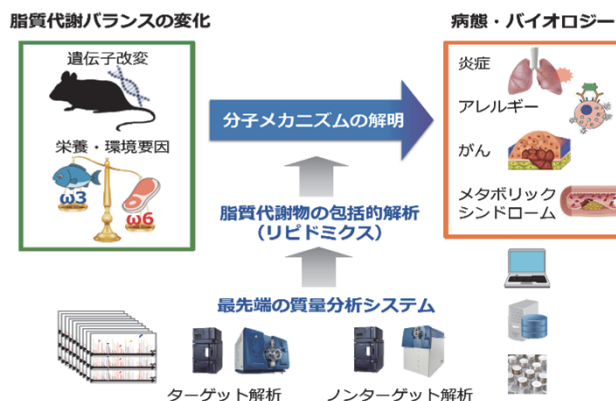 脂質代謝バランスの変化
病態・バイオロジー
遺伝子改変
栄養・環境要因
ω3
ω6
分子メカニズムの解明
炎症
アレルギー
がん
メタボリック
シンドローム
脂質代謝物の包括的解析
(リピドミクス)
最先端の質量分析システム
ターゲット解析
ノンターゲット解析